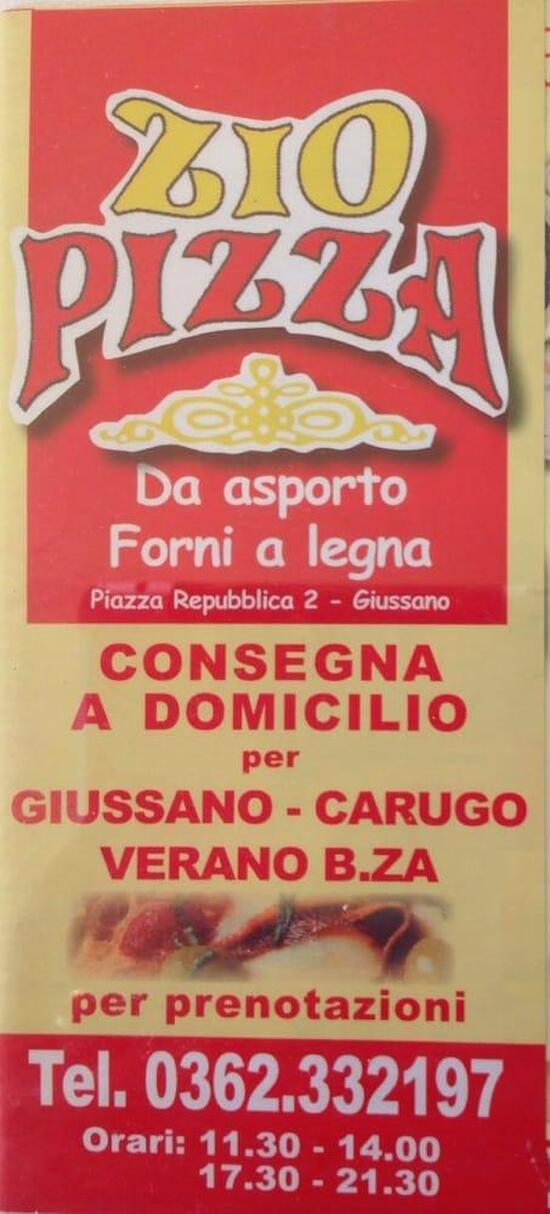 ZIO
PIZZA
Da asporto
Forni a legna
Piazza Repubblica 2 - Giussano
CONSEGNA
A DOMICILIO
per
GIUSSANO - CARUGO
VERANO B.ZA
per prenotazioni
Tel. 0362.332197
Orari: 11.30 - 14.00
17.30 - 21.30